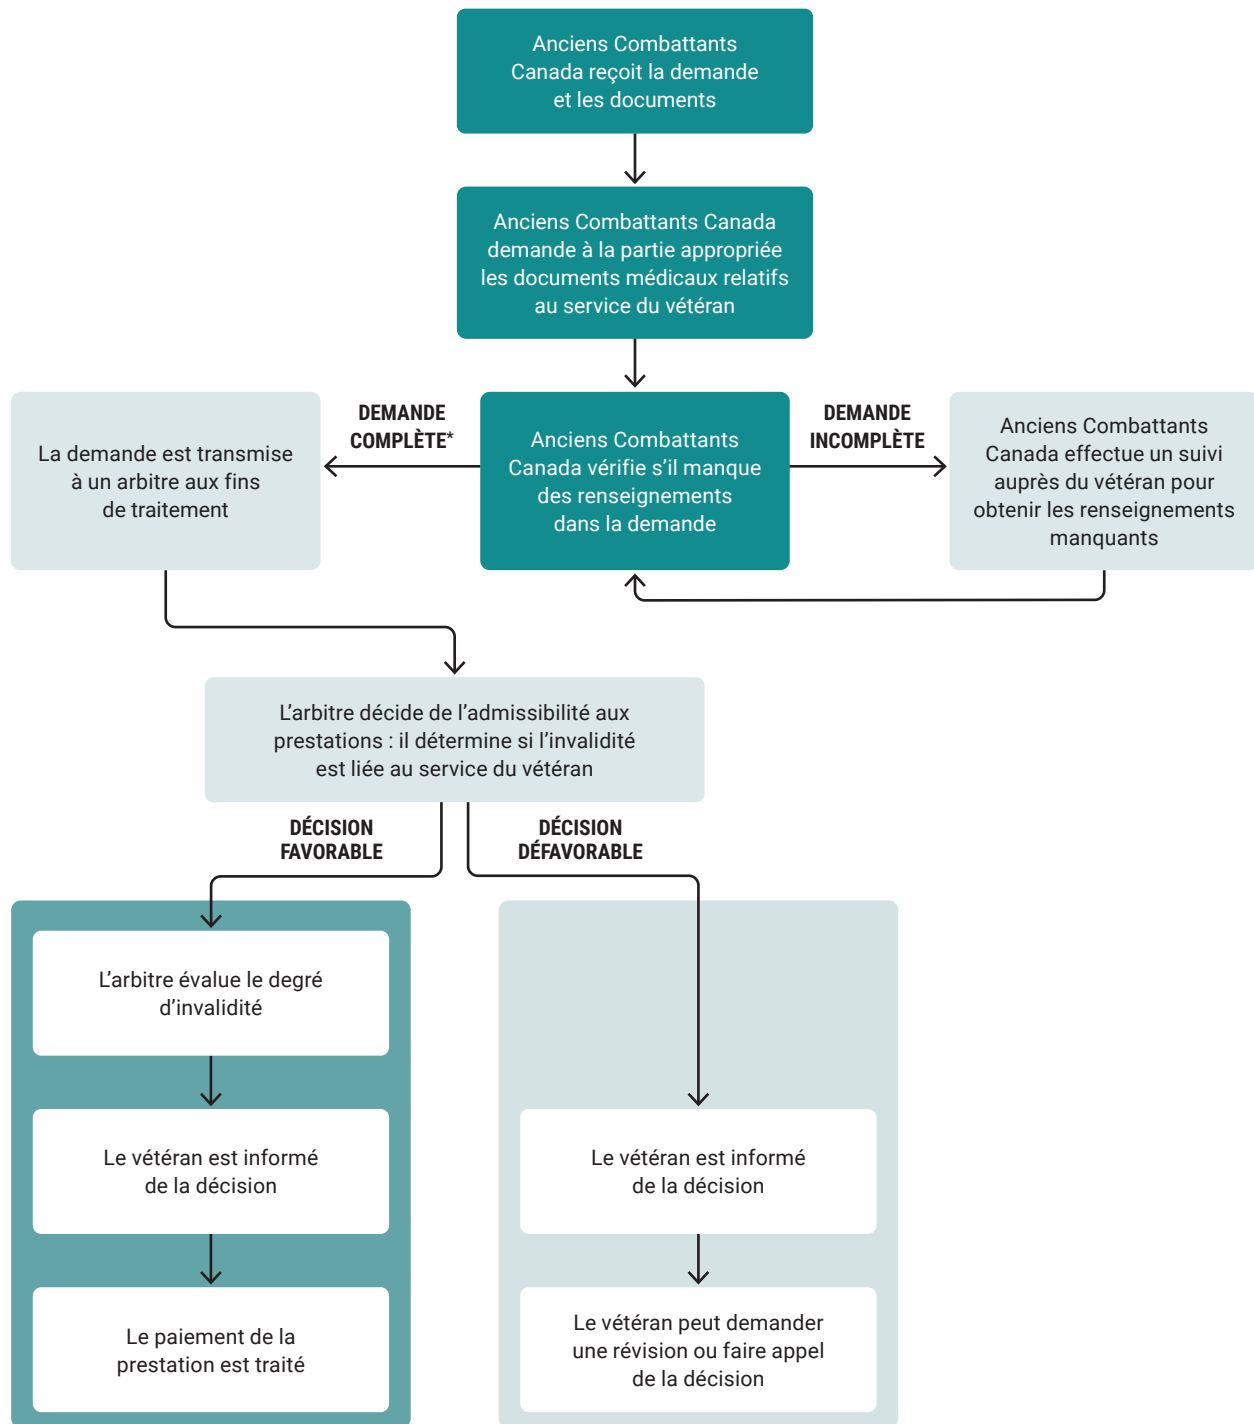 Anciens Combattants
Canada reçoit la demande
et les documents
Anciens Combattants Canada
demande à la partie appropriée
les documents médicaux relatifs
au service du vétéran
La demande est transmise
à un arbitre aux fins
de traitement
DEMANDE
COMPLÈTE*
Anciens Combattants
Canada vérifie s’il manque
des renseignements
dans la demande
DEMANDE
INCOMPLÈTE
Anciens Combattants
Canada effectue un suivi
auprès du vétéran pour
obtenir les renseignements
manquants
L’arbitre décide de l’admissibilité aux
prestations : il détermine si l’invalidité
est liée au service du vétéran
DÉCISION
FAVORABLE
DÉCISION
DÉFAVORABLE
L’arbitre évalue le degré
d’invalidité
Le vétéran est informé
de la décision
Le paiement de la
prestation est traité
Le vétéran est informé
de la décision
Le vétéran peut demander
une révision ou faire appel
de la décision